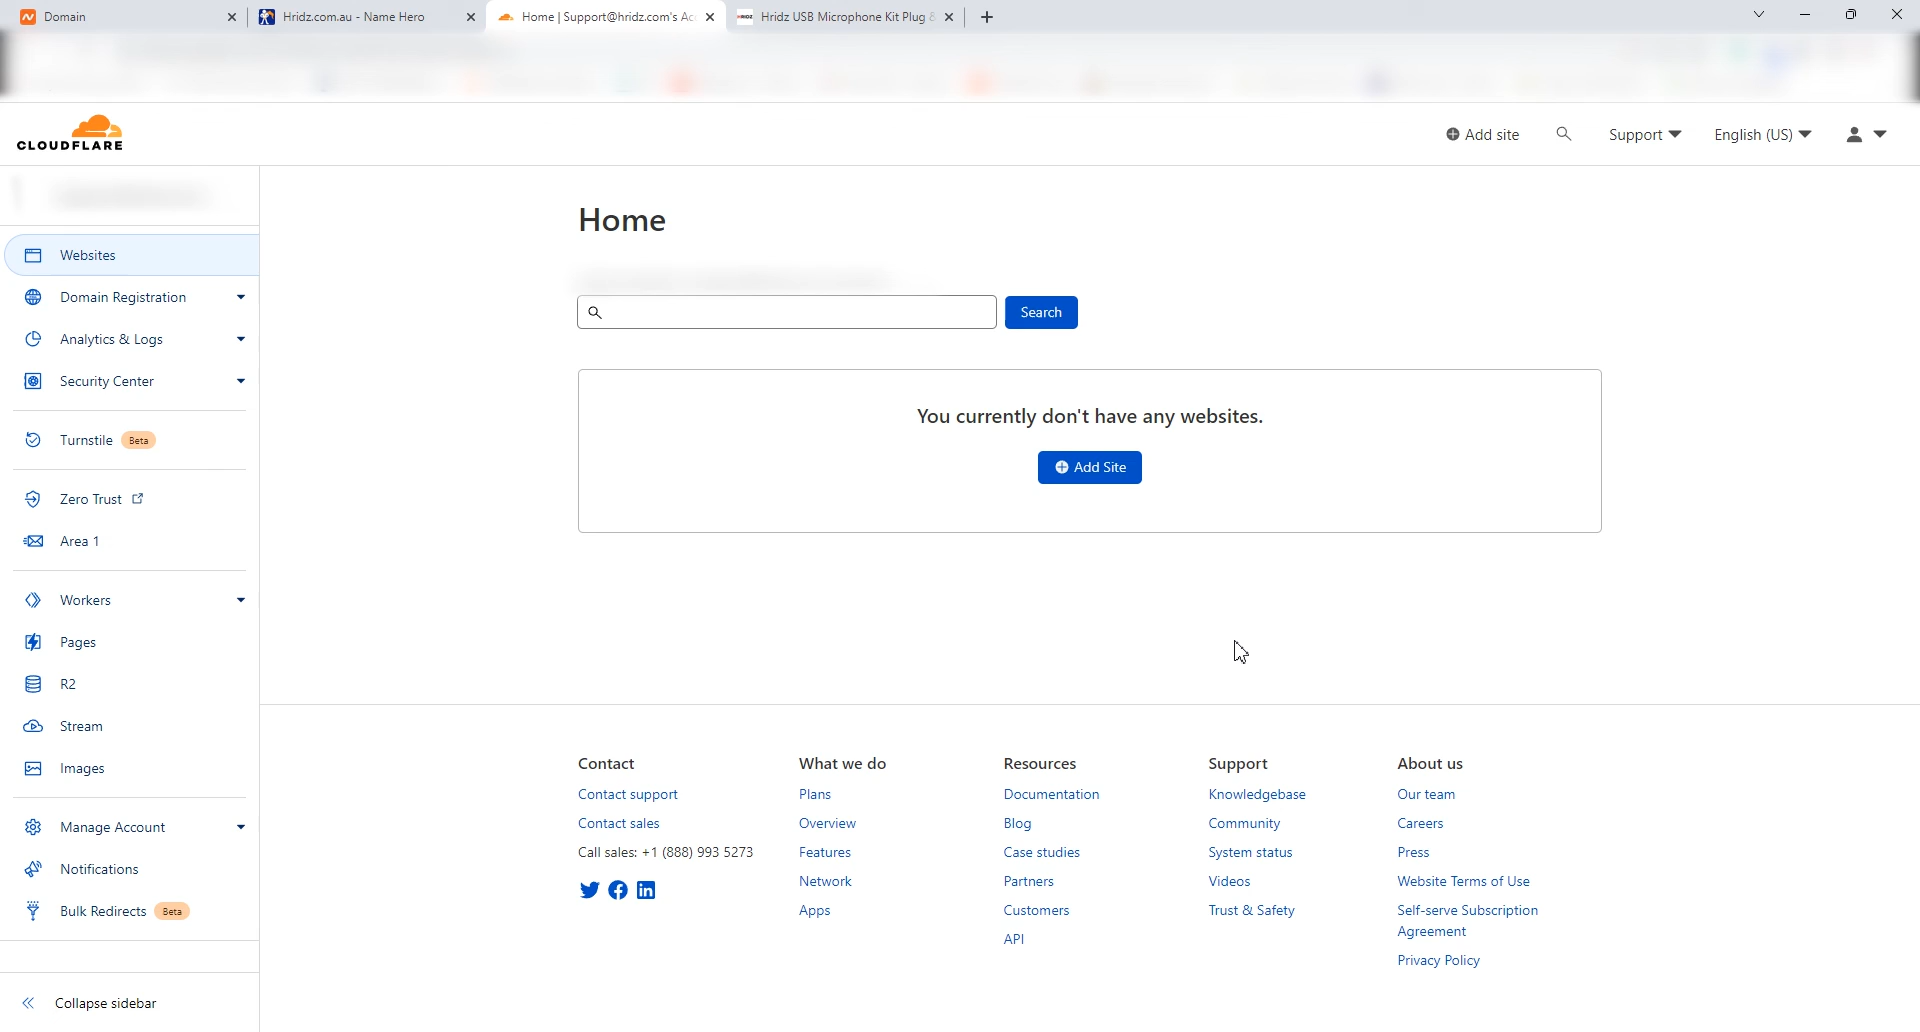 Domain
Hridz.com.au - Name Hero
Home | Support@hridz.com's Ac
HRIDZ
Hridz USB Microphone Kit Plug &
CLOUDFLARE
Add site
Support
English (US)
Home
Websites
Domain Registration
Analytics & Logs
Security Center
Turnstile Beta
Zero Trust
Area 1
Workers
Pages
R2
Stream
Images
Manage Account
Notifications
Bulk Redirects Beta
Collapse sidebar
Search
You currently don't have any websites.
Add Site
Contact
Contact support
Contact sales
Call sales: +1 (888) 993 5273
What we do
Plans
Overview
Features
Network
Apps
Resources
Documentation
Blog
Case studies
Partners
Customers
API
Support
Knowledgebase
Community
System status
Videos
Trust & Safety
About us
Our team
Careers
Press
Website Terms of Use
Self-serve Subscription
Agreement
Privacy Policy